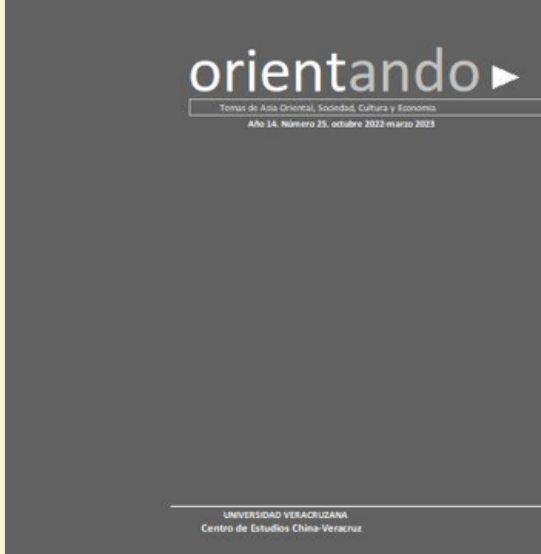 orientando
Temas de Asia Oriental, Sociedad, Cultura y Economía
Año 14. Número 25. octubre 2022-marzo 2023
UNIVERSIDAD VERACRUZANA
Centro de Estudios China-Veracruz